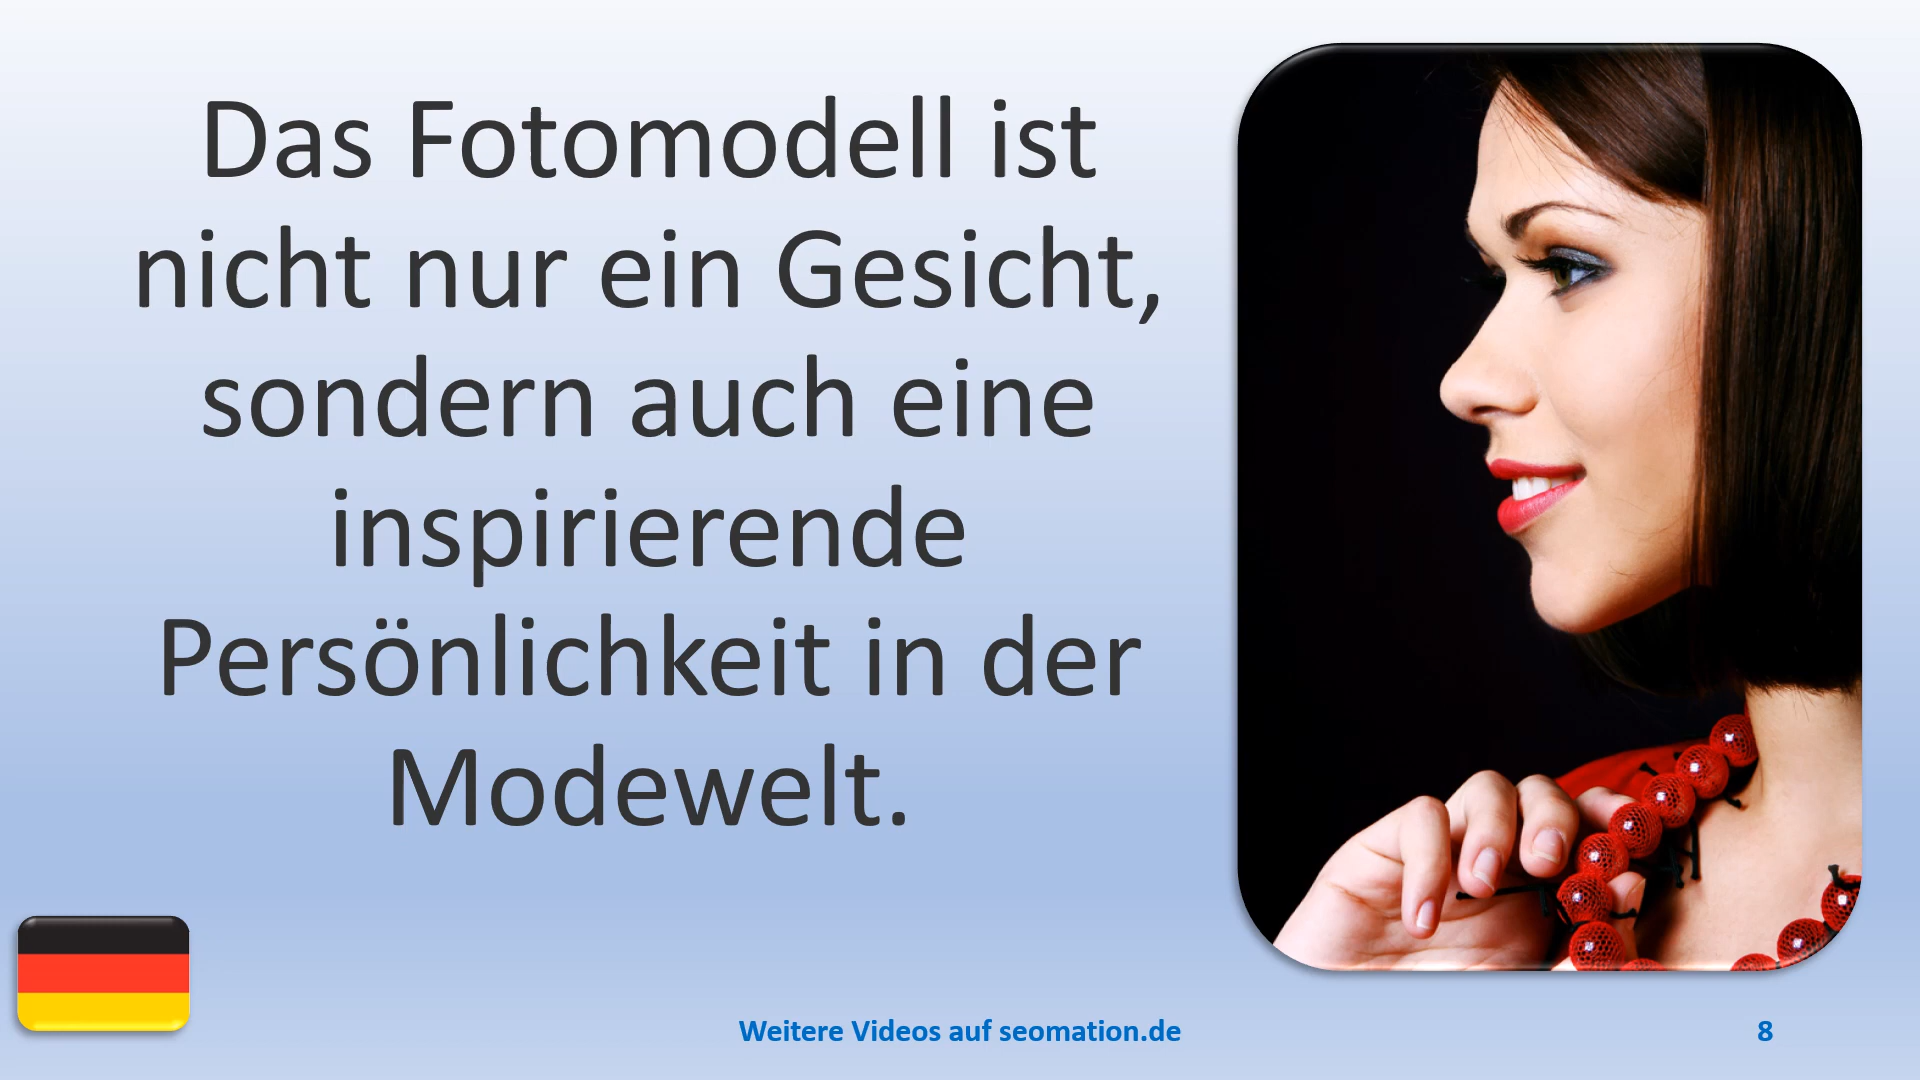 Das Fotomodell ist
nicht nur ein Gesicht,
sondern auch eine
inspirierende
Persönlichkeit in der
Modewelt.
Weitere Videos auf seomation.de
8